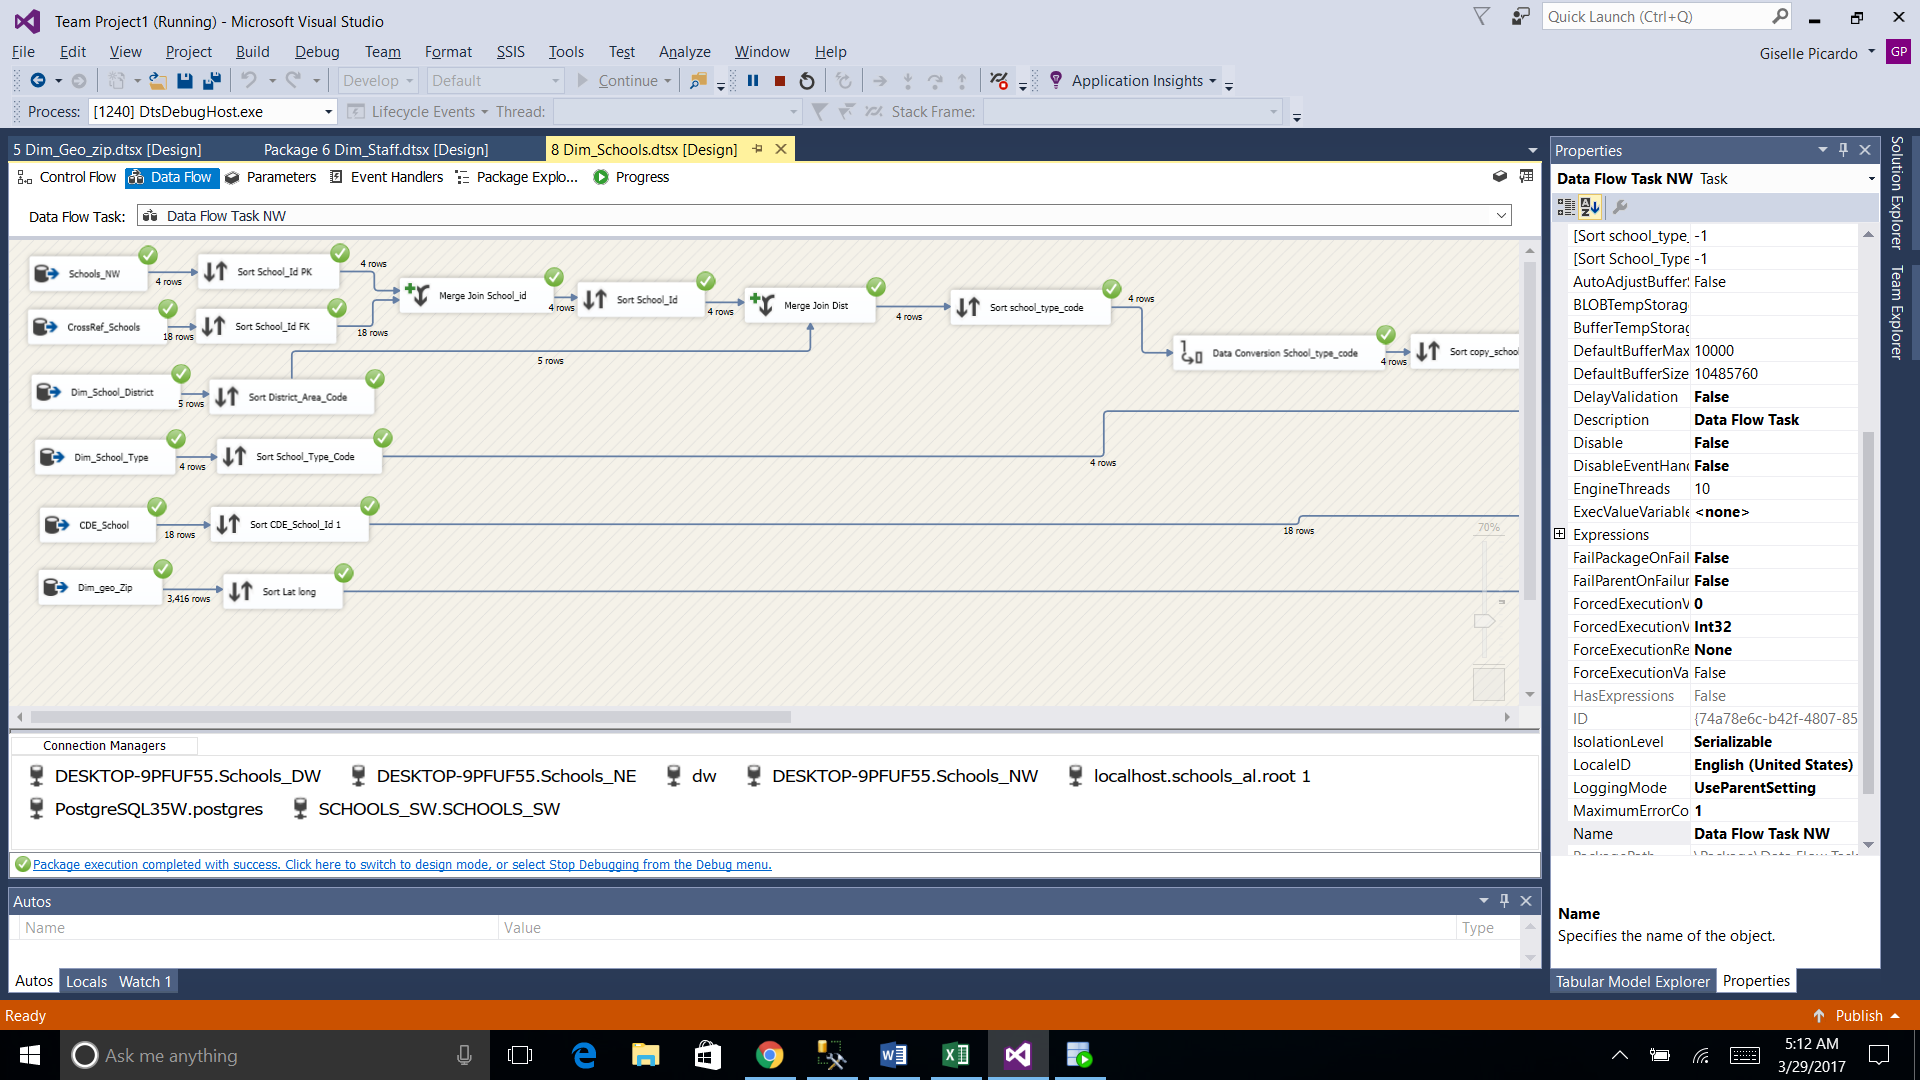 Team Project1 (Running) - Microsoft Visual Studio
Quick Launch (Ctrl+Q)
File Edit View Project Build Debug Team Format SSIS Tools Test Analyze Window Help
Giselle Picardo GP
Develop Default Continue Application Insights
Process: [1240] DtsDebugHost.exe Lifecycle Events Thread: Stack Frame:
5 Dim_Geo_zip.dtsx [Design] Package 6 Dim_Staff.dtsx [Design] 8 Dim_Schools.dtsx [Design]
Control Flow Data Flow Parameters Event Handlers Package Explo... Progress
Data Flow Task: Data Flow Task NW
Schools_NW
4 rows
Sort School_Id PK
4 rows
CrossRef_Schools
18 rows
Sort School_Id FK
18 rows
Merge Join School_id
4 rows
Sort School_Id
4 rows
Merge Join Dist
4 rows
Sort school_type_code
4 rows
Data Conversion School_type_code
4 rows
Sort copy_school
5 rows
Dim_School_District
5 rows
Sort District_Area_Code
Dim_School_Type
4 rows
Sort School_Type_Code
4 rows
CDE_School
18 rows
Sort CDE_School_Id 1
18 rows
Dim_geo_Zip
3,416 rows
Sort Lat long
70%
Connection Managers
DESKTOP-9PFUF55.Schools_DW DESKTOP-9PFUF55.Schools_NE dw DESKTOP-9PFUF55.Schools_NW localhost.schools_al.root 1
PostgreSQL35W.postgres SCHOOLS_SW.SCHOOLS_SW
Package execution completed with success. Click here to switch to design mode, or select Stop Debugging from the Debug menu.
Autos
Name Value Type
Autos Locals Watch 1
Properties
Data Flow Task NW Task
[Sort school_type_ -1
[Sort School_Type -1
AutoAdjustBufferS False
BLOBTempStorag
BufferTempStorag
DefaultBufferMax 10000
DefaultBufferSize 10485760
DelayValidation False
Description Data Flow Task
Disable False
DisableEventHanc False
EngineThreads 10
ExecValueVariable <none>
Expressions
FailPackageOnFail False
FailParentOnFailur False
ForcedExecutionV 0
ForcedExecutionV Int32
ForceExecutionRe None
ForceExecutionVa False
HasExpressions False
ID {74a78e6c-b42f-4807-85
IsolationLevel Serializable
LocaleID English (United States)
LoggingMode UseParentSetting
MaximumErrorCo 1
Name Data Flow Task NW
PackagePath \Package\Data Flow Task
Name
Specifies the name of the object.
Tabular Model Explorer Properties
Solution Explorer
Team Explorer
Ready
Publish
Ask me anything
5:12 AM
3/29/2017